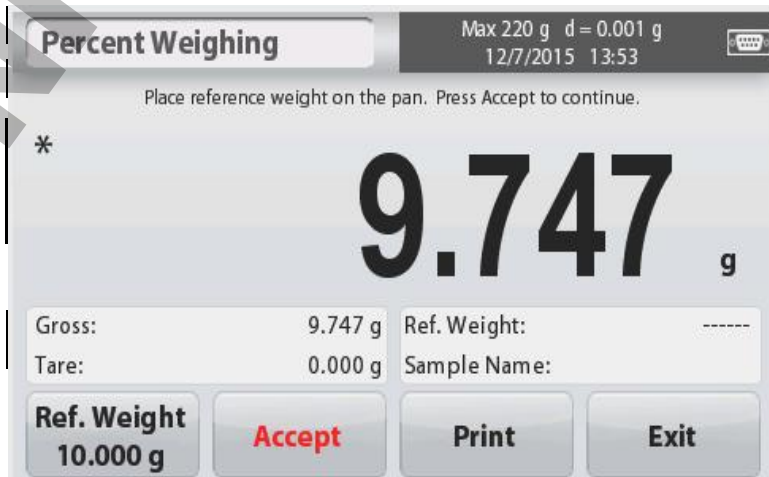 Percent Weighing
Max 220 g d = 0.001 g
12/7/2015 13:53
Place reference weight on the pan. Press Accept to continue.
*
9.747 g
Gross: 9.747 g
Tare: 0.000 g
Ref. Weight: ------
Sample Name:
Ref. Weight
10.000 g
Accept
Print
Exit